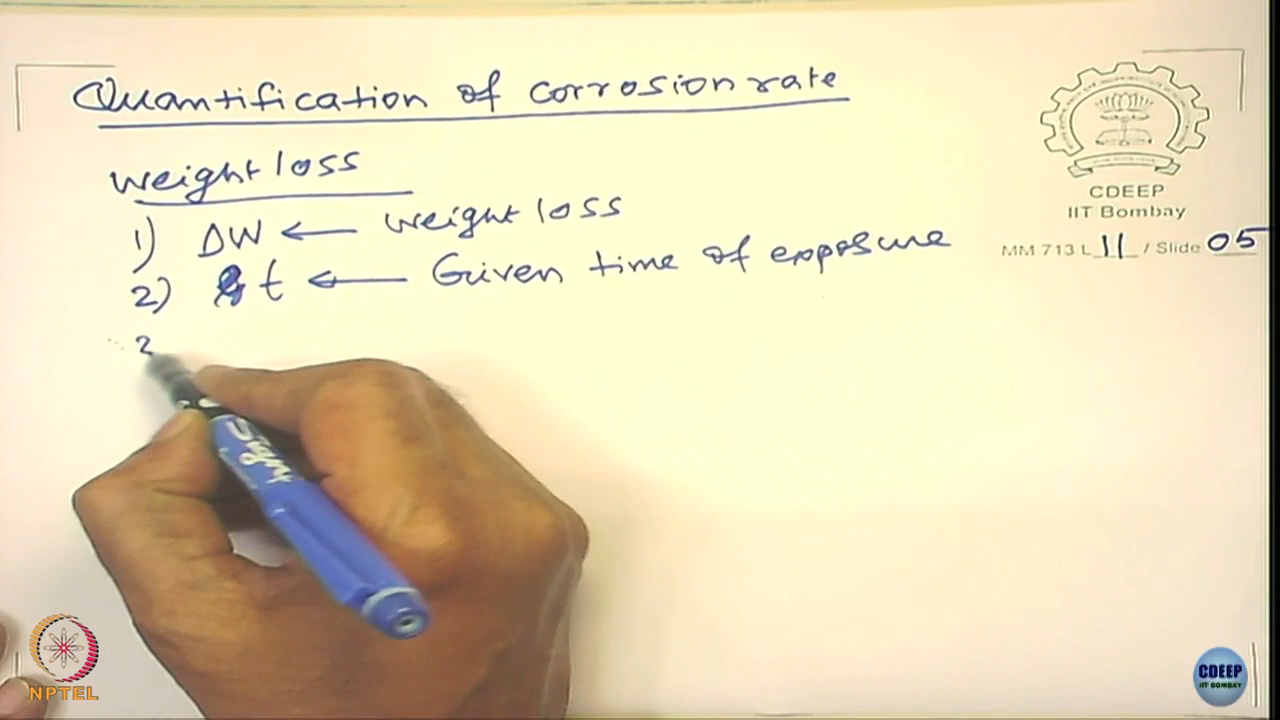 Quantification of corrosion rate
weight loss
1) ΔW ← weight loss
2) t ← Given time of exposure
CDEEP
IIT Bombay
MM 713 L 11 / Slide 05
NPTEL
CDEEP
IIT BOMBAY